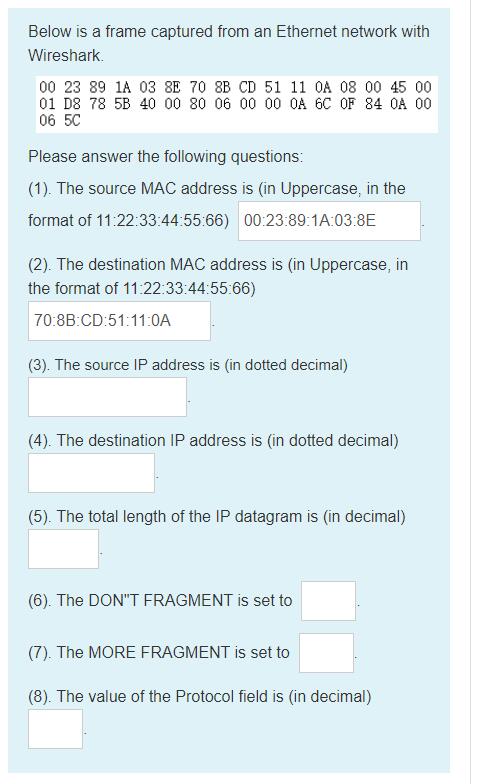 Below is a frame captured from an Ethernet network with
Wireshark.
00 23 89 1A 03 8E 70 8B CD 51 11 0A 08 00 45 00
01 D8 78 5B 40 00 80 06 00 00 0A 6C 0F 84 0A 00
06 5C
Please answer the following questions:
(1). The source MAC address is (in Uppercase, in the
format of 11:22:33:44:55:66) 00:23:89:1A:03:8E .
(2). The destination MAC address is (in Uppercase, in
the format of 11:22:33:44:55:66)
70:8B:CD:51:11:0A .
(3). The source IP address is (in dotted decimal)
.
(4). The destination IP address is (in dotted decimal)
.
(5). The total length of the IP datagram is (in decimal)
.
(6). The DON"T FRAGMENT is set to .
(7). The MORE FRAGMENT is set to .
(8). The value of the Protocol field is (in decimal)
.